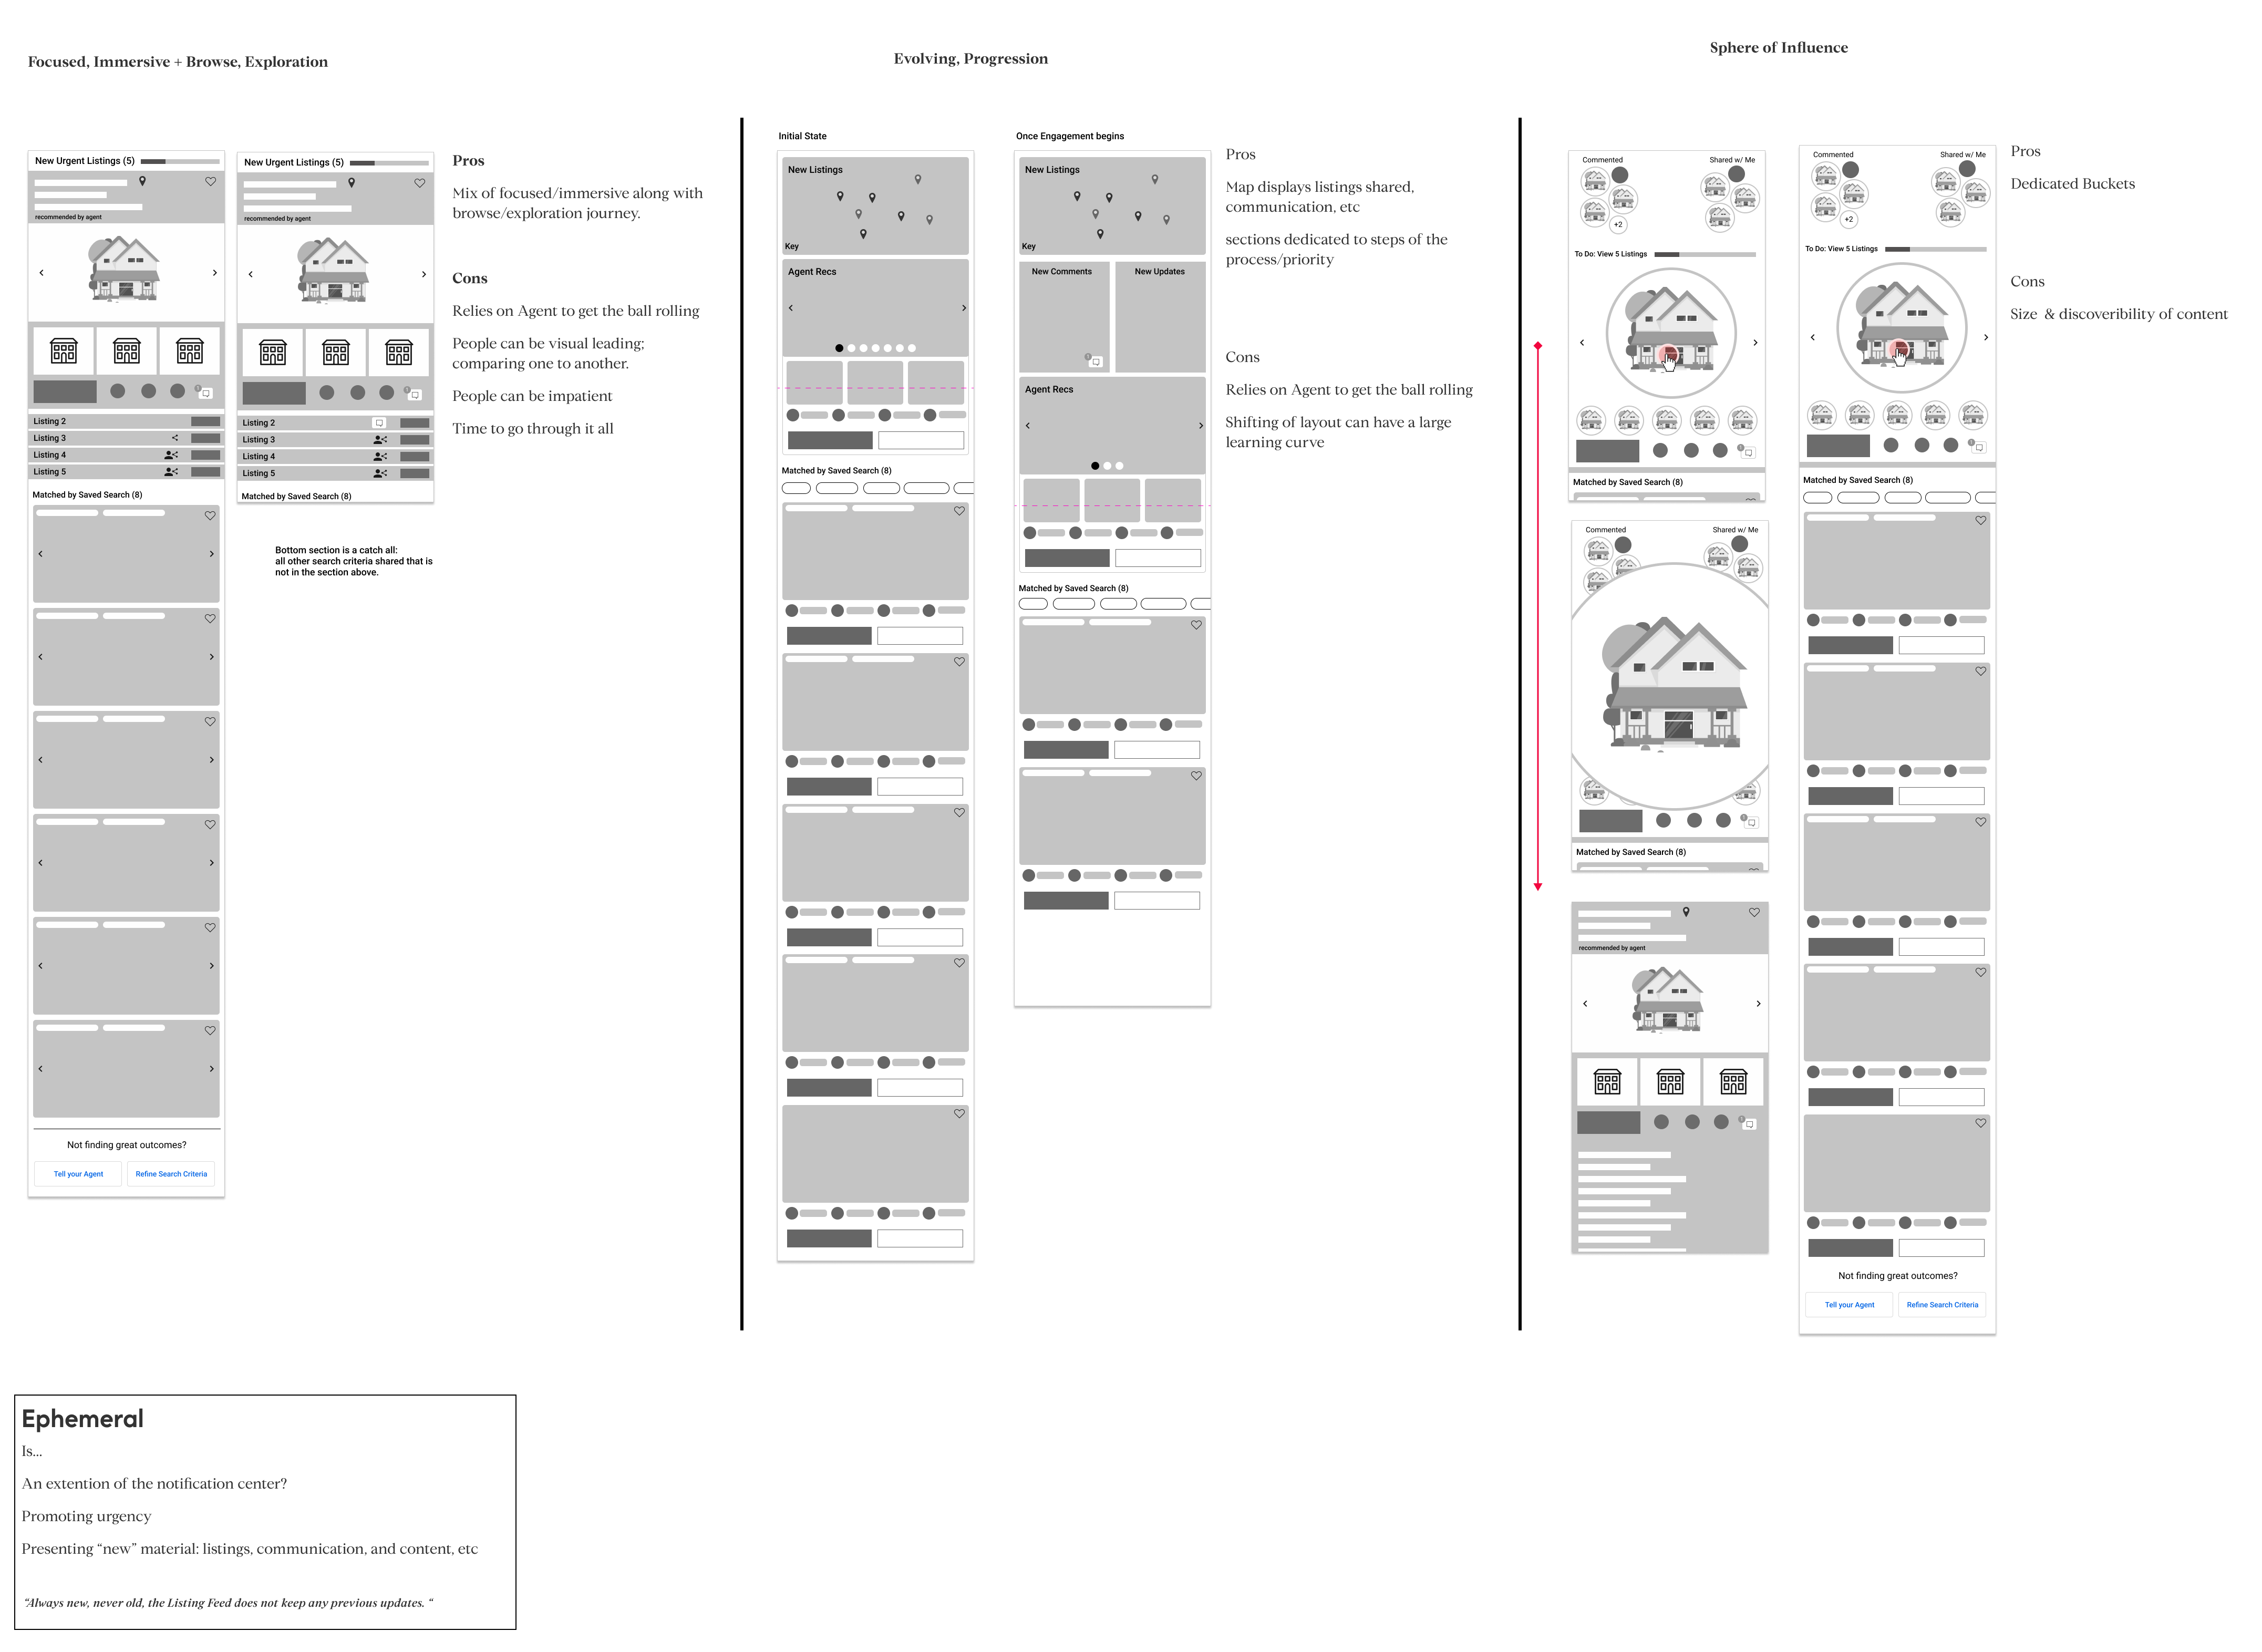 Focused, Immersive + Browse, Exploration
New Urgent Listings (5)
recommended by agent
Listing 2
Listing 3
Listing 4
Listing 5
Matched by Saved Search (8)
Not finding great outcomes?
Tell your Agent
Refine Search Criteria
New Urgent Listings (5)
recommended by agent
Listing 2
Listing 3
Listing 4
Listing 5
Matched by Saved Search (8)
Bottom section is a catch all:
all other search criteria shared that is
not in the section above.
Pros
Mix of focused/immersive along with
browse/exploration journey.
Cons
Relies on Agent to get the ball rolling
People can be visual leading;
comparing one to another.
People can be impatient
Time to go through it all
Evolving, Progression
Initial State
New Listings
Key
Agent Recs
Matched by Saved Search (8)
Once Engagement begins
New Listings
Key
New Comments
New Updates
Agent Recs
Matched by Saved Search (8)
Pros
Map displays listings shared,
communication, etc
sections dedicated to steps of the
process/priority
Cons
Relies on Agent to get the ball rolling
Shifting of layout can have a large
learning curve
Sphere of Influence
Commented
Shared w/ Me
+2
To Do: View 5 Listings
Matched by Saved Search (8)
Commented
Shared w/ Me
Matched by Saved Search (8)
recommended by agent
Commented
Shared w/ Me
+2
To Do: View 5 Listings
Matched by Saved Search (8)
Not finding great outcomes?
Tell your Agent
Refine Search Criteria
Pros
Dedicated Buckets
Cons
Size & discoveribility of content
Ephemeral
Is...
An extention of the notification center?
Promoting urgency
Presenting “new” material: listings, communication, and content, etc
“Always new, never old, the Listing Feed does not keep any previous updates. “